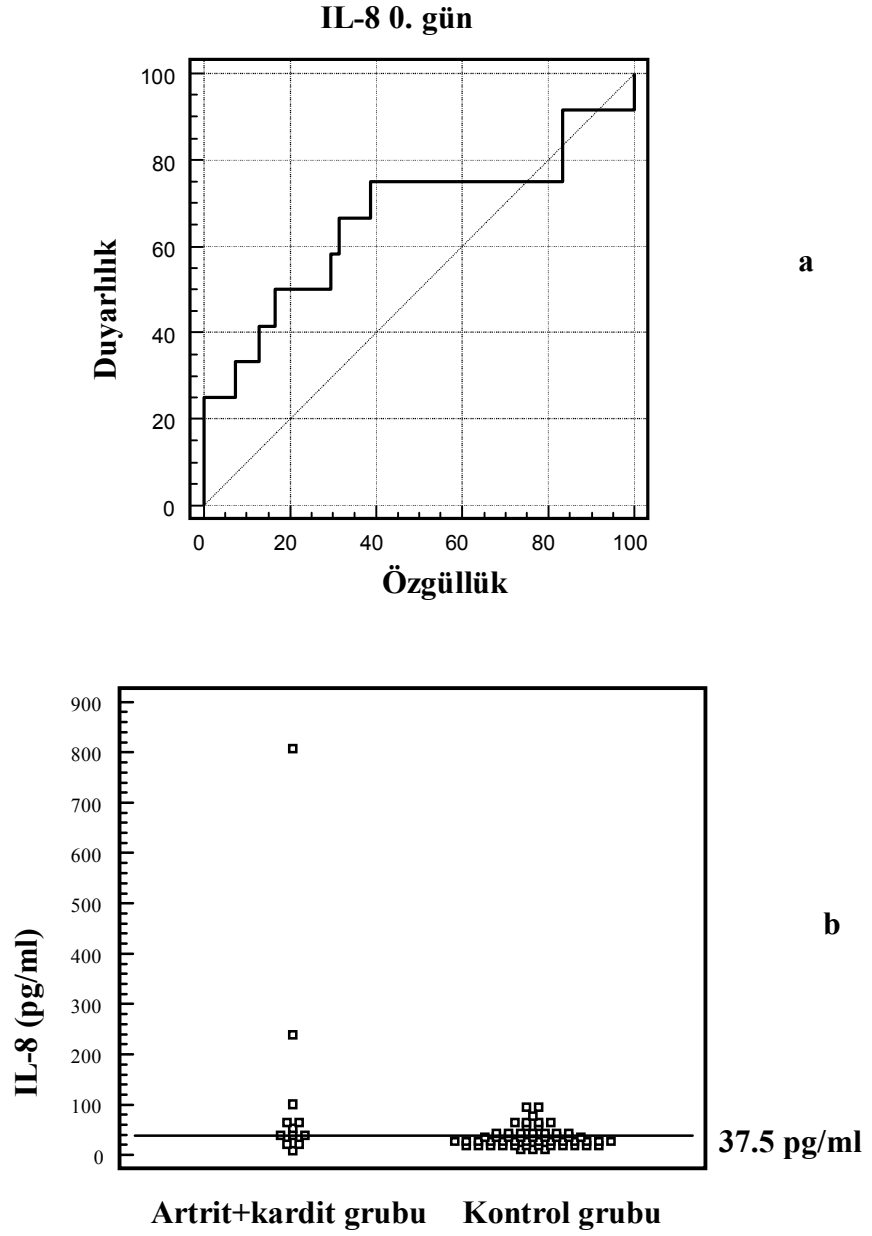 IL-8 0. gün
100
80
60
40
20
0
Duyarlılık
0 20 40 60 80 100
Özgüllük
a
900
800
700
600
500
400
300
200
100
0
IL-8 (pg/ml)
b
37.5 pg/ml
Artrit+kardit grubu Kontrol grubu